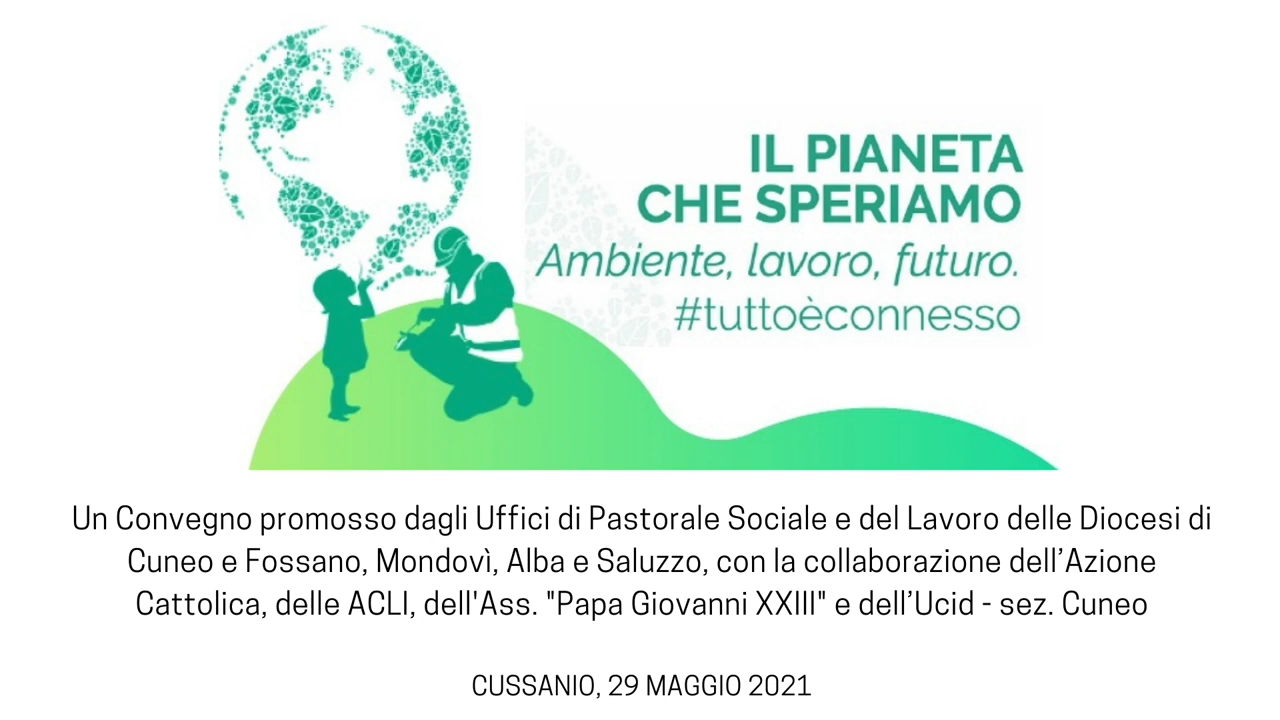 IL PIANETA
CHE SPERIAMO
Ambiente, lavoro, futuro.
#tuttoèconnesso
Un Convegno promosso dagli Uffici di Pastorale Sociale e del Lavoro delle Diocesi di
Cuneo e Fossano, Mondovì, Alba e Saluzzo, con la collaborazione dell’Azione
Cattolica, delle ACLI, dell'Ass. "Papa Giovanni XXIII" e dell’Ucid - sez. Cuneo
CUSSANIO, 29 MAGGIO 2021